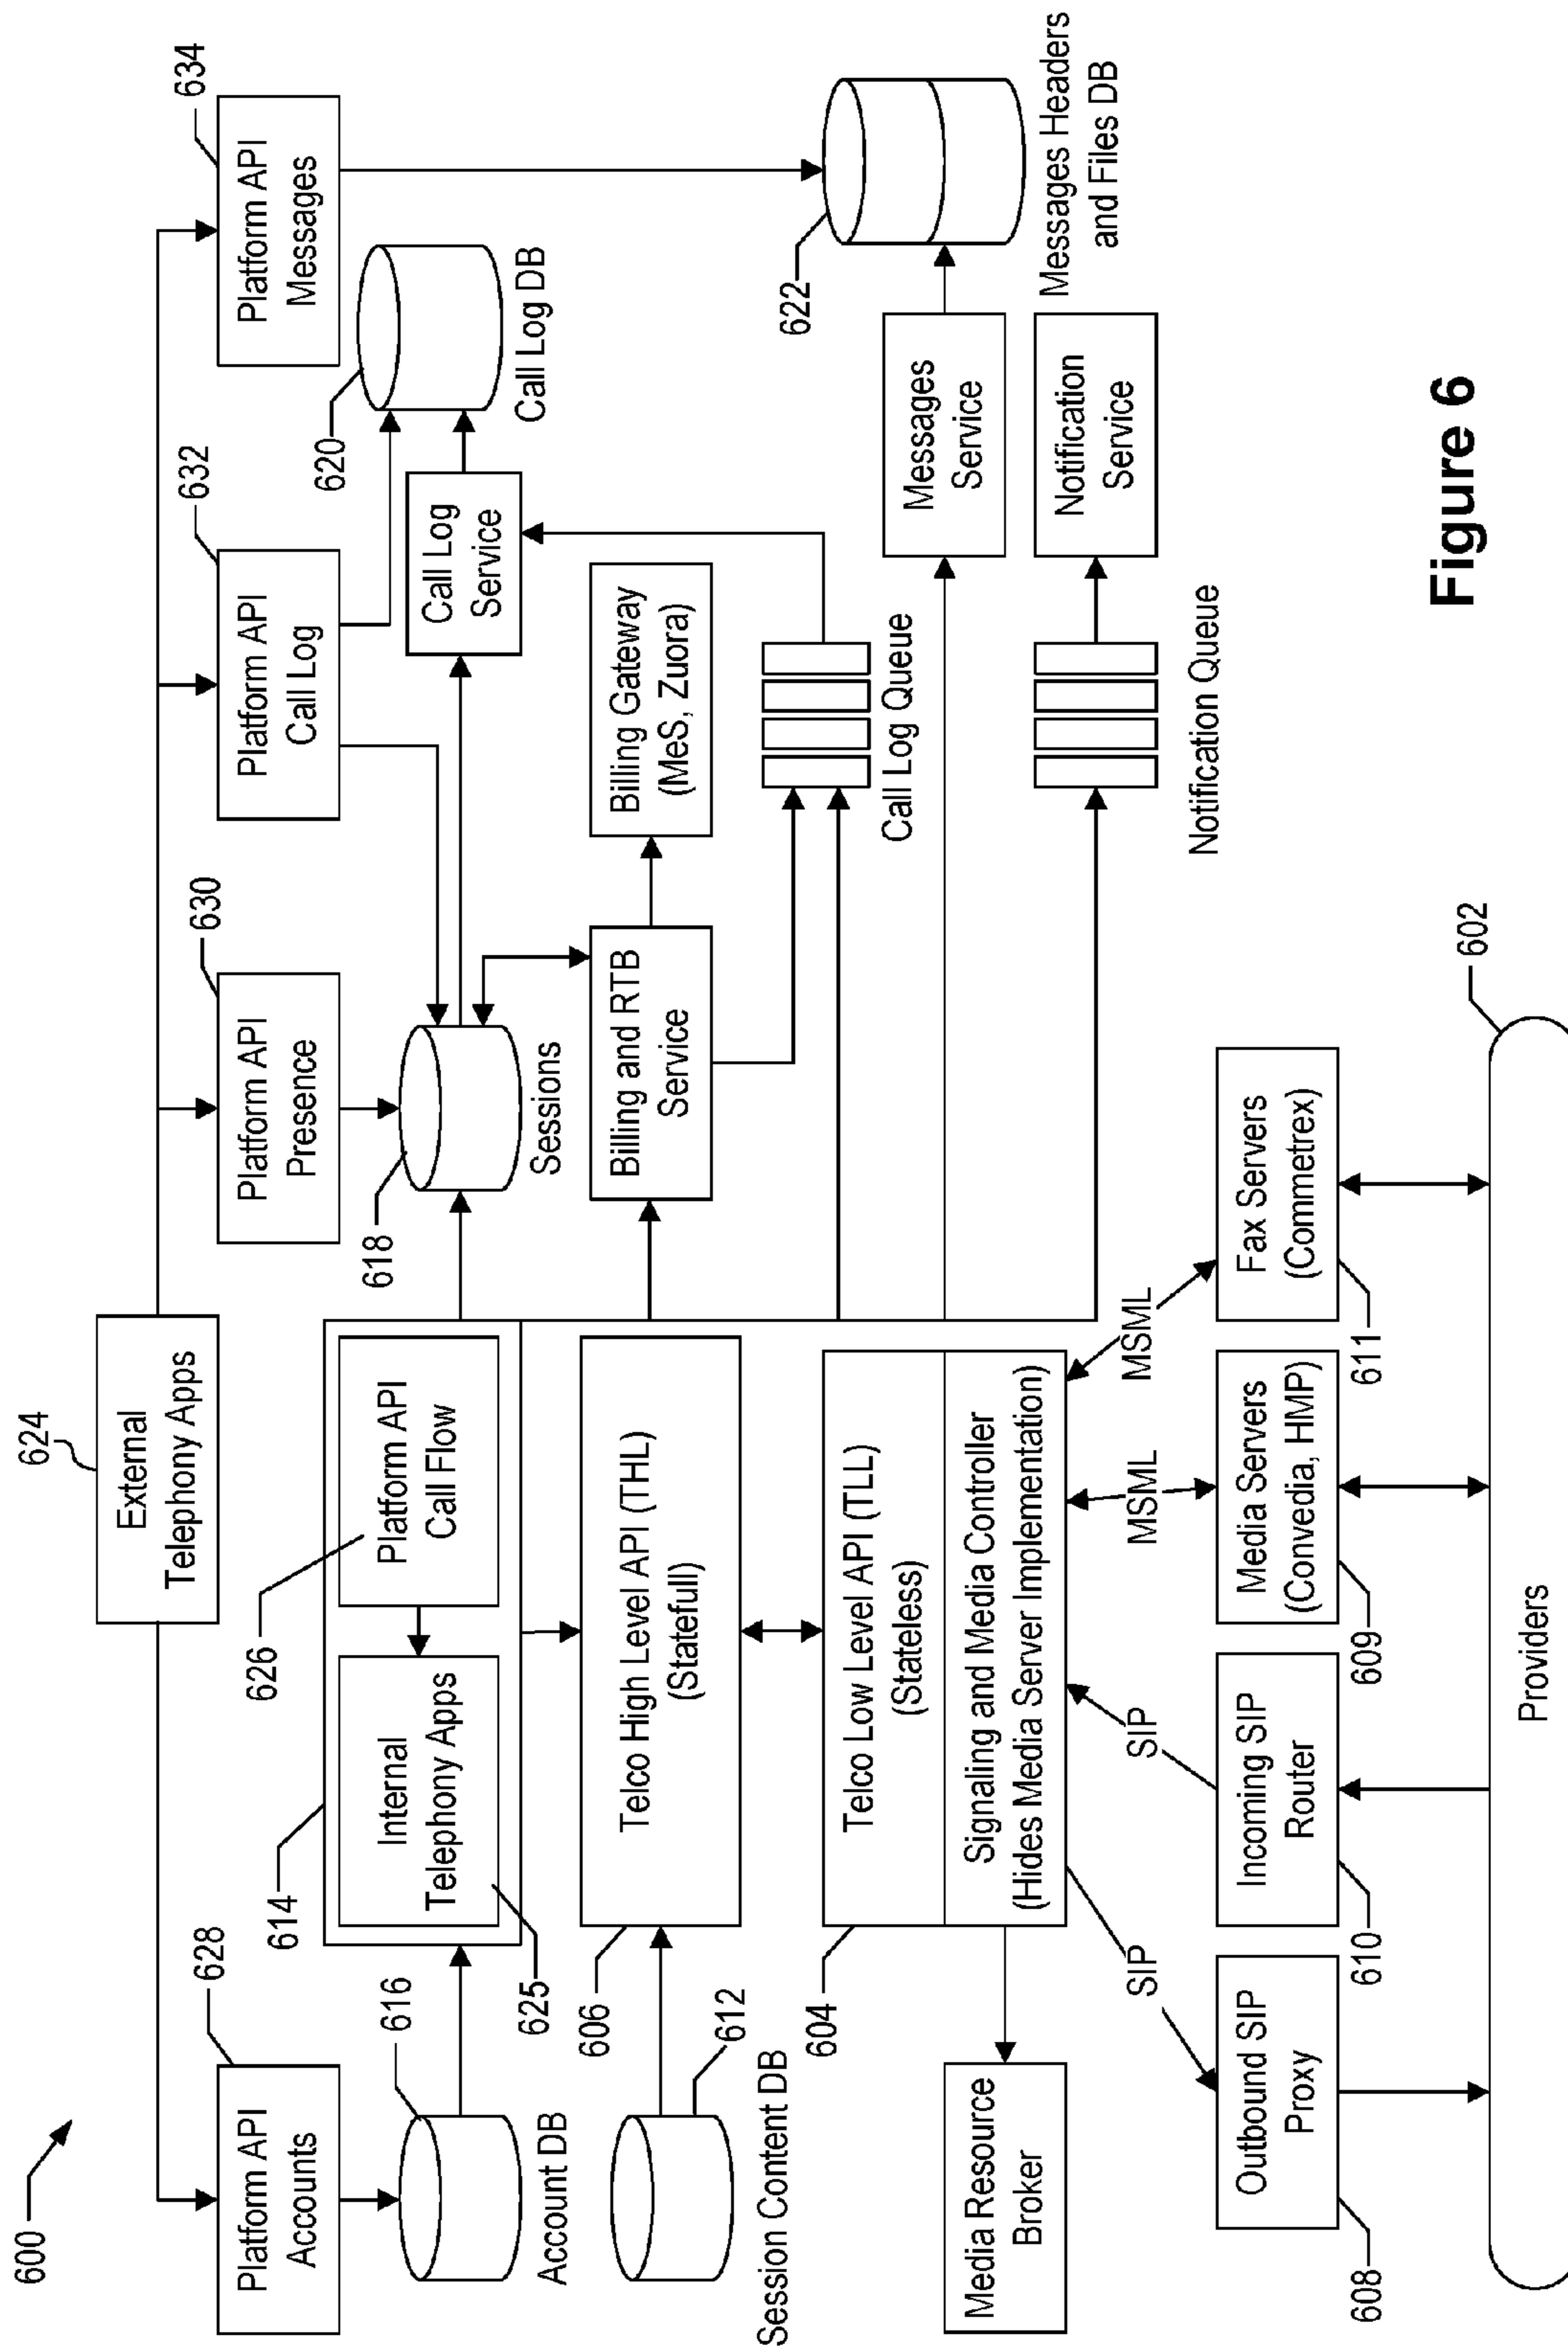 600
624
External
Telephony Apps
628
Platform API
Accounts
630
Platform API
Presence
632
Platform API
Call Log
634
Platform API
Messages
616
Account DB
614
Internal
Telephony Apps
625
626
Platform API
Call Flow
618
Sessions
620
Call Log DB
Call Log
Service
606
Telco High Level API (THL)
(Statefull)
612
Session Content DB
Billing and RTB
Service
Billing Gateway
(MeS, Zuora)
Call Log Queue
622
Messages Headers
and Files DB
604
Telco Low Level API (TLL)
(Stateless)
Signaling and Media Controller
(Hides Media Server Implementation)
Media Resource
Broker
Messages
Service
Notification
Service
Notification Queue
SIP
SIP
MSML
MSML
Outbound SIP
Proxy
608
Incoming SIP
Router
610
Media Servers
(Convedia, HMP)
609
Fax Servers
(Commetrex)
611
602
Providers
Figure 6